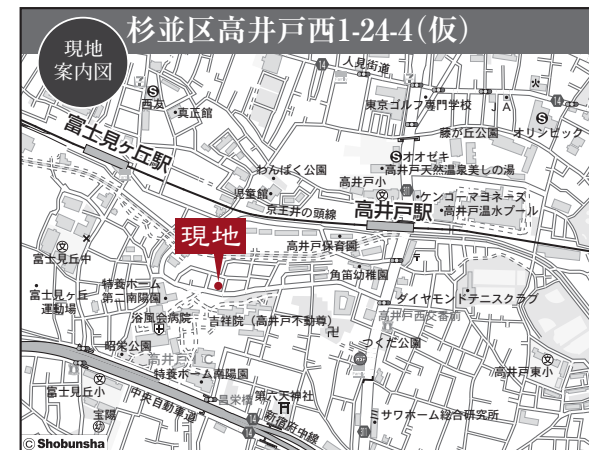 杉並区高井戸西1-24-4(仮)
現地
案内図
人見街道
14
西友
真正館
東京ゴルフ専門学校
JA
藤が丘公園
オリンピック
富士見ヶ丘駅
オオゼキ
高井戸天然温泉美しの湯
わんぱく公園
高井戸小
児童館
ケンコーマヨネーズ
京王井の頭線
高井戸駅
高井戸温水プール
現地
高井戸保育園
富士見丘中
角笛幼稚園
特養ホーム
第二南陽園
富士見ヶ丘
運動場
ダイヤモンドテニスクラブ
浴風会病院
吉祥院(高井戸不動尊)
高井戸西交番前
昭栄公園
つくだ公園
高井戸IC
特養ホーム南陽園
高井戸東小
富士見丘小
昌栄橋
第六天神社
中央自動車道
宝陽
幼
新宿府中線
14
14
ミサワホーム総合研究所
© Shobunsha